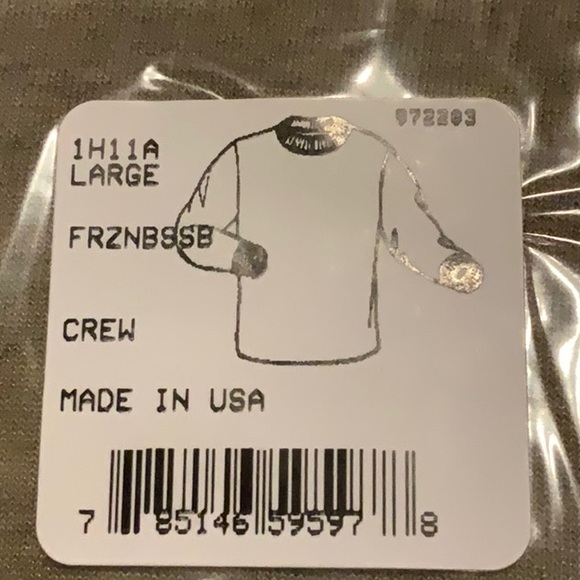 072203
1H11A
LARGE
FRZNBSSB
CREW
MADE IN USA
7 85146 59597 8